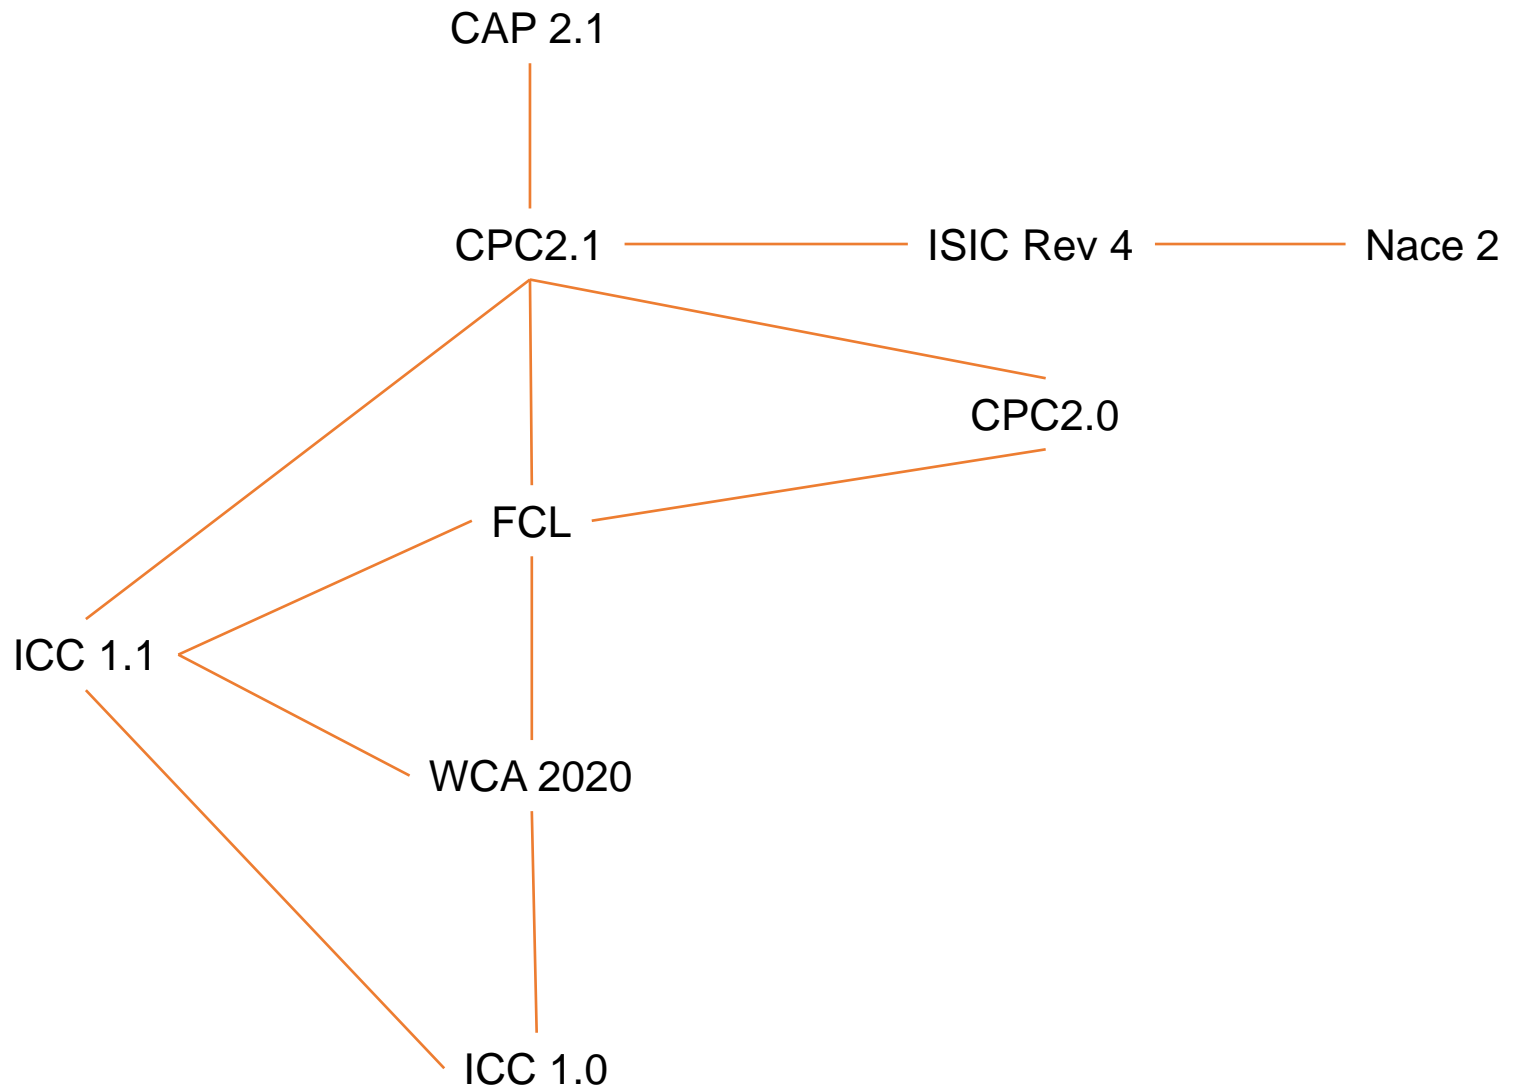 CAP 2.1
CPC2.1
ISIC Rev 4
Nace 2
CPC2.0
FCL
ICC 1.1
WCA 2020
ICC 1.0